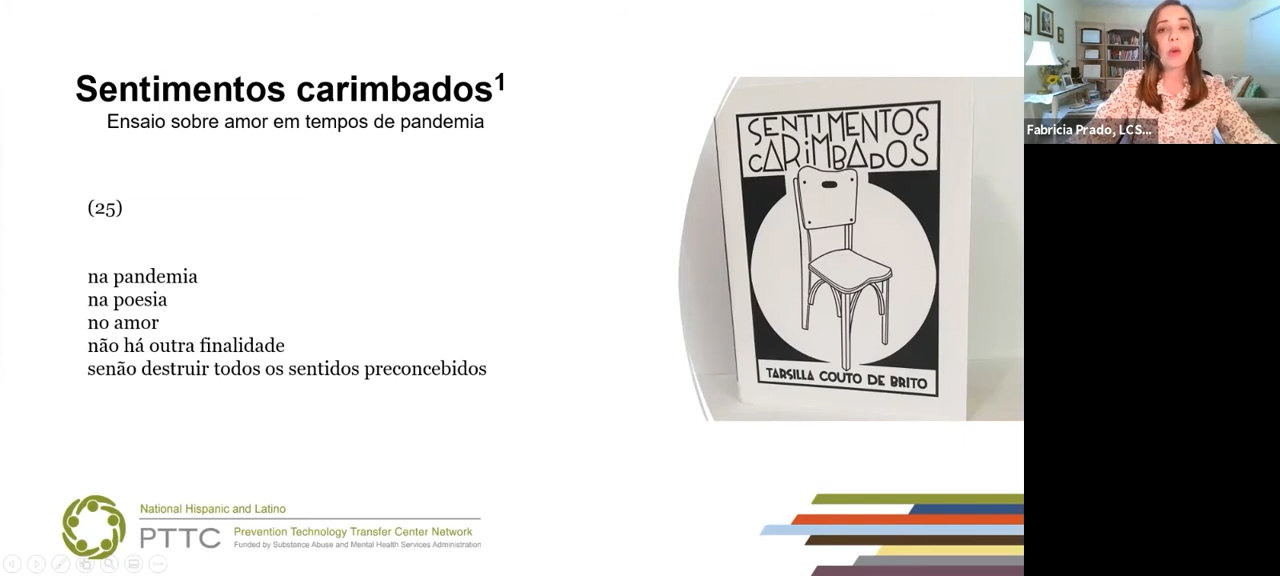 Sentimentos carimbados¹
Ensaio sobre amor em tempos de pandemia
(25)
na pandemia
na poesia
no amor
não há outra finalidade
senão destruir todos os sentidos preconcebidos
SENTIMENTOS
CARIMBADOS
TARSILLA COUTO DE BRITO
National Hispanic and Latino
PTTC
Prevention Technology Transfer Center Network
Funded by Substance Abuse and Mental Health Services Administration
Fabricia Prado, LCS...